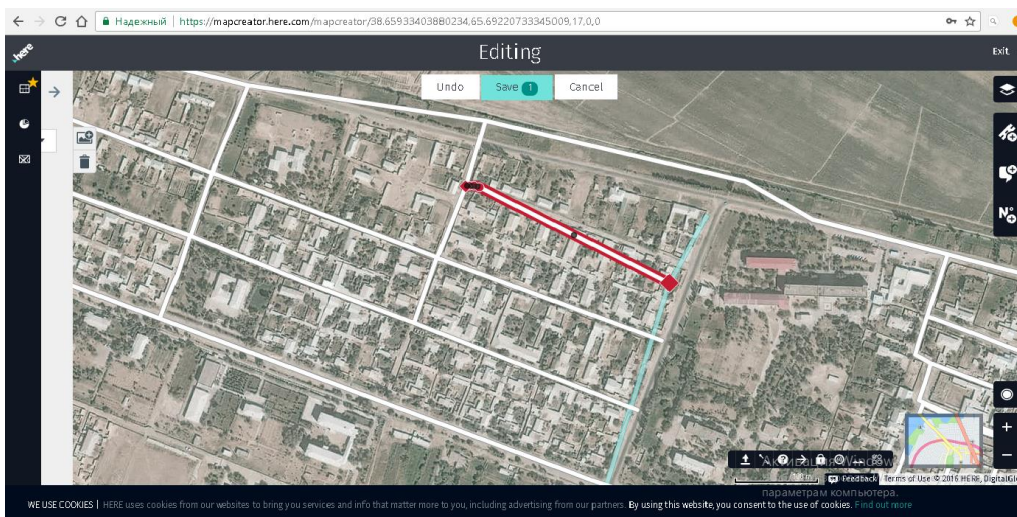 Надежный https://mapcreator.here.com/mapcreator/38.65933403880234,65.69220733345009,17,0,0
here
Editing
Exit
Undo
Save 1
Cancel
Feedback
Terms of Use © 2016 HERE, DigitalGl
параметрам компьютера.
WE USE COOKIES | HERE uses cookies from our websites to bring you services and info that matter more to you, including advertising from our partners. By using this website, you consent to the use of cookies. Find out more